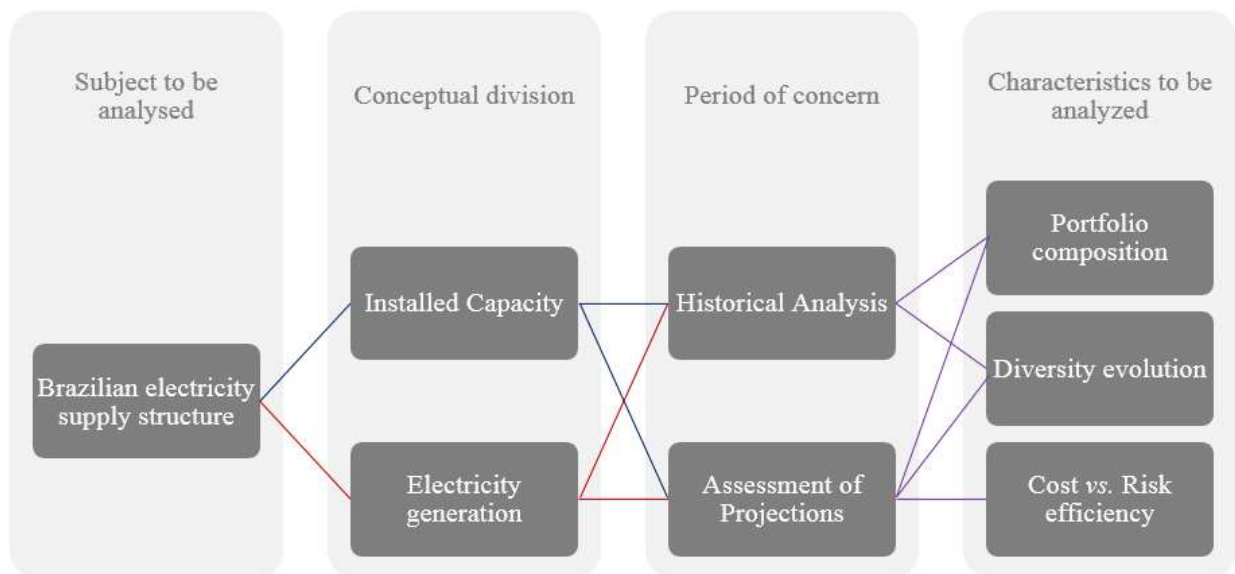 Subject to be
analysed
Brazilian electricity
supply structure
Conceptual division
Installed Capacity
Electricity
generation
Period of concern
Historical Analysis
Assessment of
Projections
Characteristics to be
analyzed
Portfolio
composition
Diversity evolution
Cost vs. Risk
efficiency